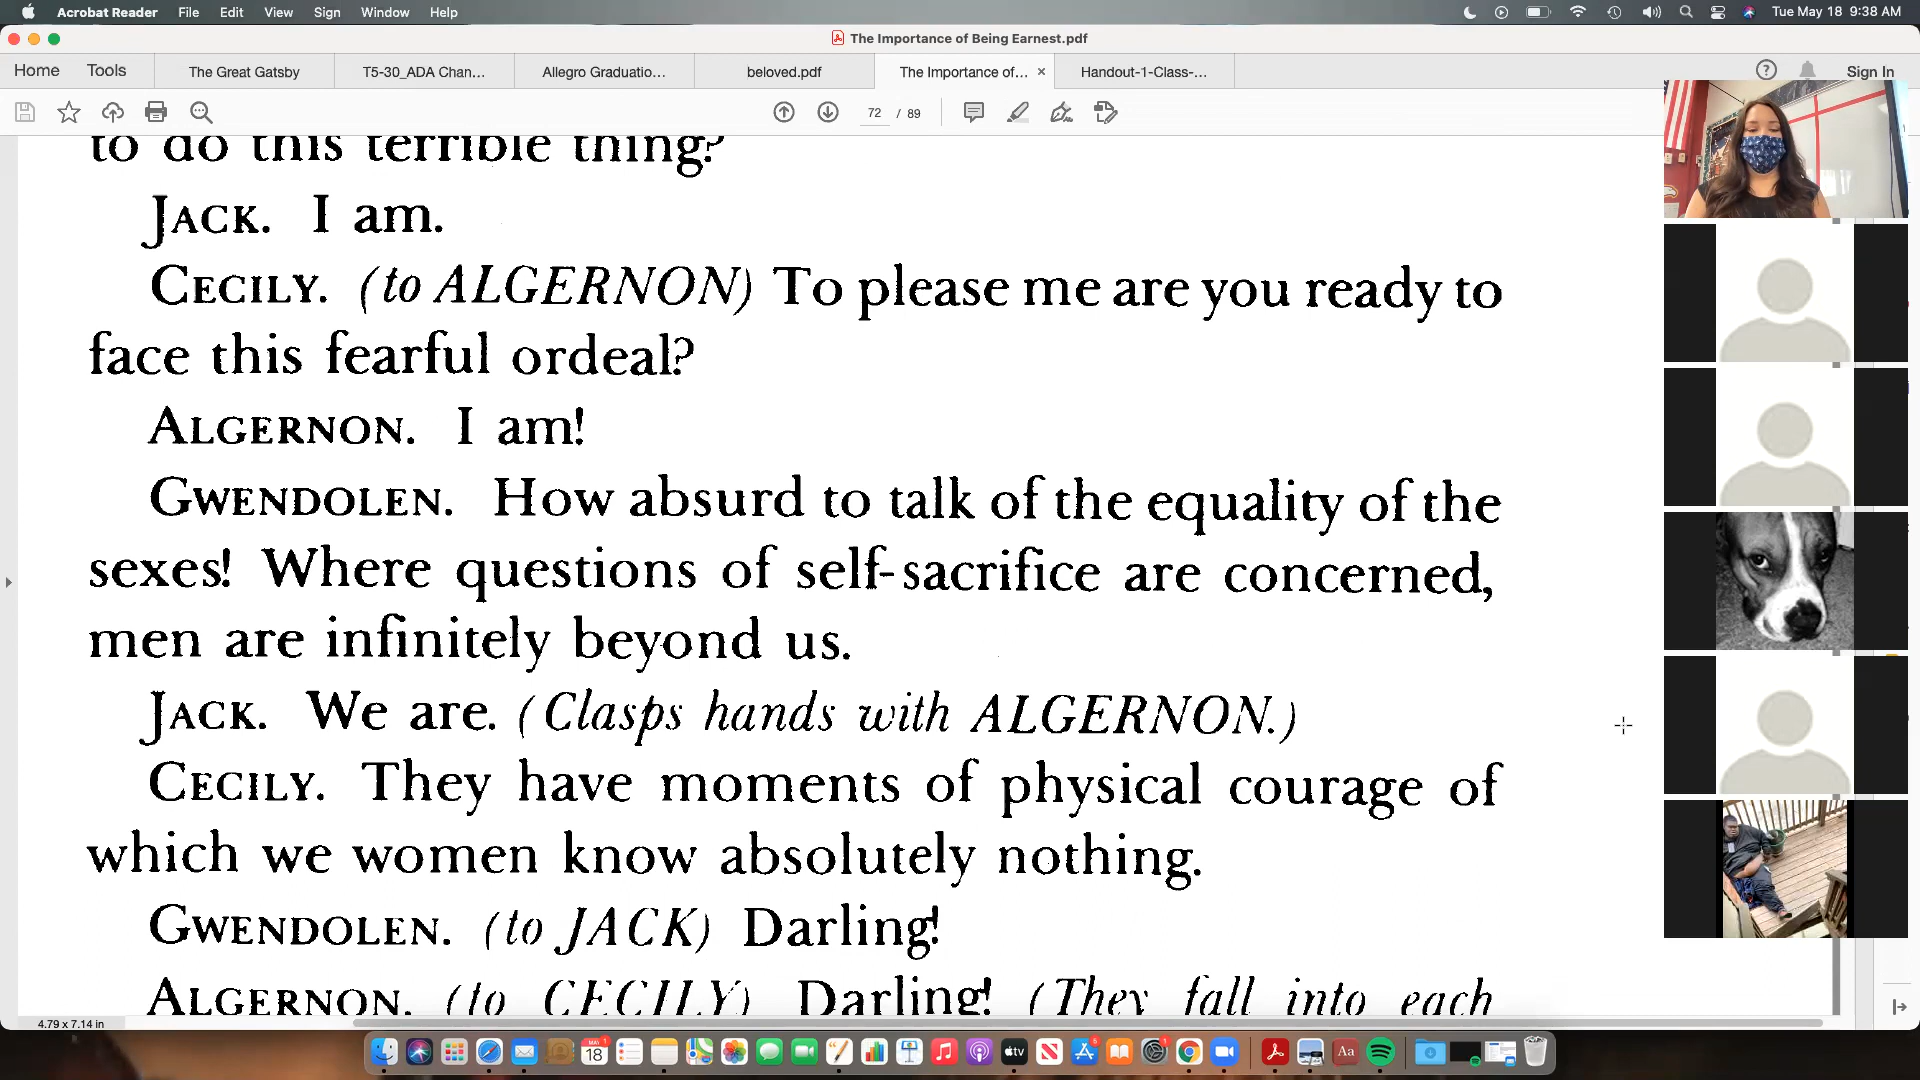 Acrobat Reader File Edit View Sign Window Help Tue May 18 9:38 AM
The Importance of Being Earnest.pdf
Home Tools The Great Gatsby T5-30_ADA Chan... Allegro Graduatio... beloved.pdf The Importance of... × Handout-1-Class-... Sign In
72 / 89
to do this terrible thing?
JACK. I am.
CECILY. (to ALGERNON) To please me are you ready to
face this fearful ordeal?
ALGERNON. I am!
GWENDOLEN. How absurd to talk of the equality of the
sexes! Where questions of self-sacrifice are concerned,
men are infinitely beyond us.
JACK. We are. (Clasps hands with ALGERNON.)
CECILY. They have moments of physical courage of
which we women know absolutely nothing.
GWENDOLEN. (to JACK) Darling!
ALGERNON. (to CECILY) Darling! (They fall into each
4.79 x 7.14 in
MAY
18
tv
Aa